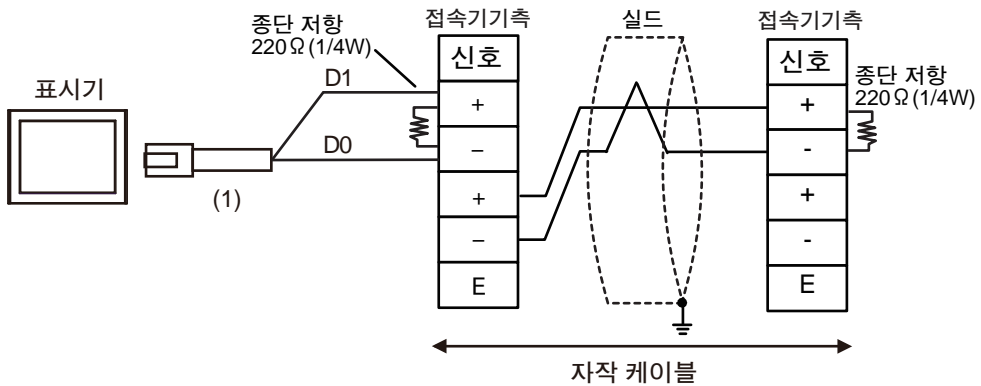 표시기
(1)
종단 저항
220Ω(1/4W)
D1
D0
접속기기측
신호
+
−
+
−
E
실드
접속기기측
신호
+
-
+
-
E
종단 저항
220Ω(1/4W)
자작 케이블